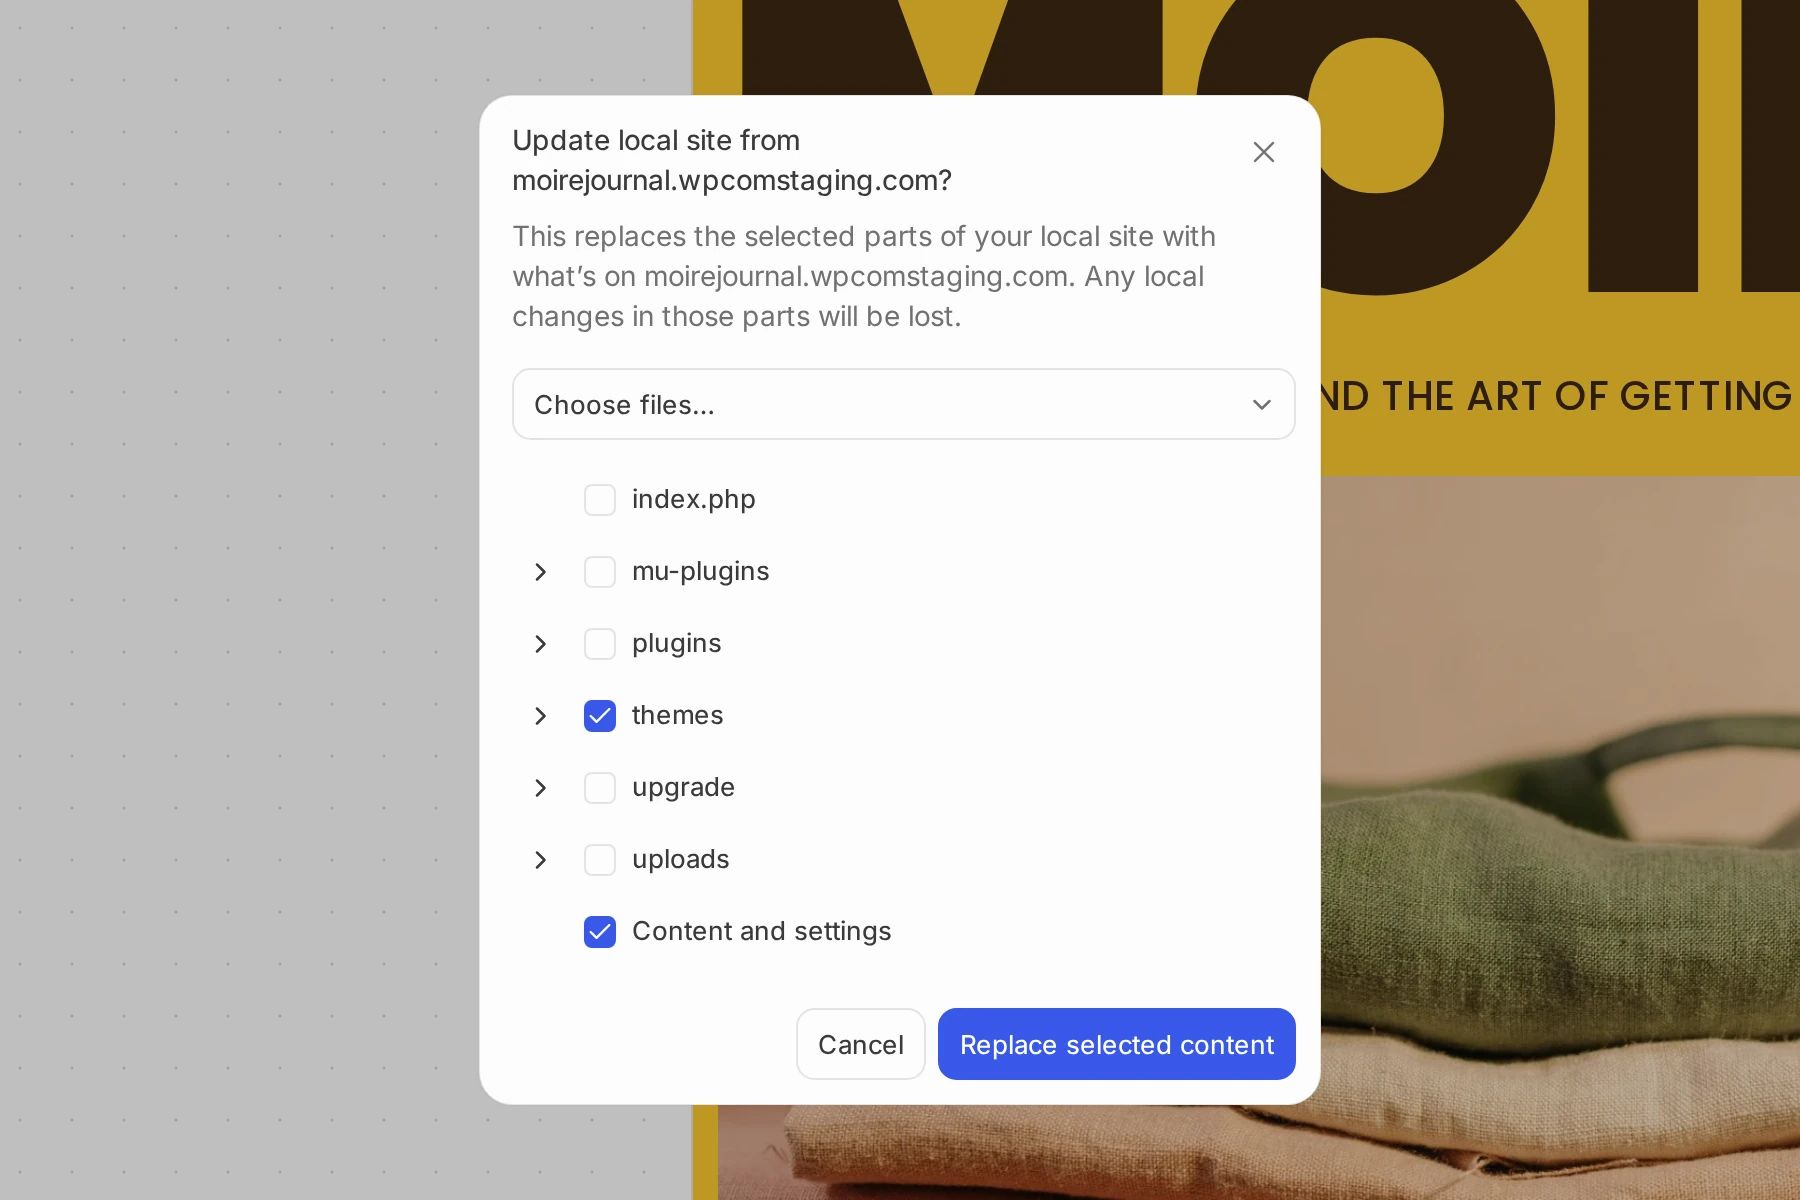 Update local site from
moirejournal.wpcomstaging.com?
This replaces the selected parts of your local site with
what’s on moirejournal.wpcomstaging.com. Any local
changes in those parts will be lost.
Choose files...
index.php
mu-plugins
plugins
themes
upgrade
uploads
Content and settings
Cancel
Replace selected content
THE ART OF GETTING